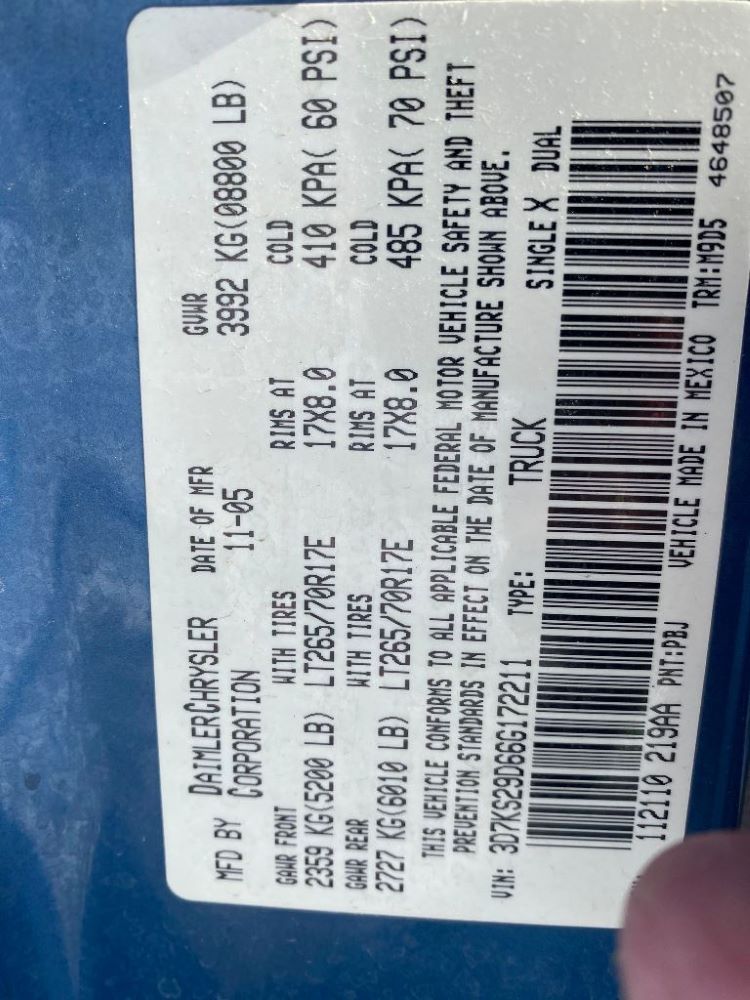 MFD BY DAIMLERCHRYSLER CORPORATION DATE OF MFR 11-05 GVWR 3992 KG(08800 LB)
GAWR FRONT WITH TIRES RIMS AT COLD
2359 KG(5200 LB) LT265/70R17E 17X8.0 410 KPA( 60 PSI)
GAWR REAR WITH TIRES RIMS AT COLD
2727 KG(6010 LB) LT265/70R17E 17X8.0 485 KPA( 70 PSI)
THIS VEHICLE CONFORMS TO ALL APPLICABLE FEDERAL MOTOR VEHICLE SAFETY AND THEFT
PREVENTION STANDARDS IN EFFECT ON THE DATE OF MANUFACTURE SHOWN ABOVE.
VIN: 3D7KS29D66G172211 TYPE: TRUCK SINGLE X DUAL
112110 219AA PNT:PBJ VEHICLE MADE IN MEXICO TRM:M9D5 4648507